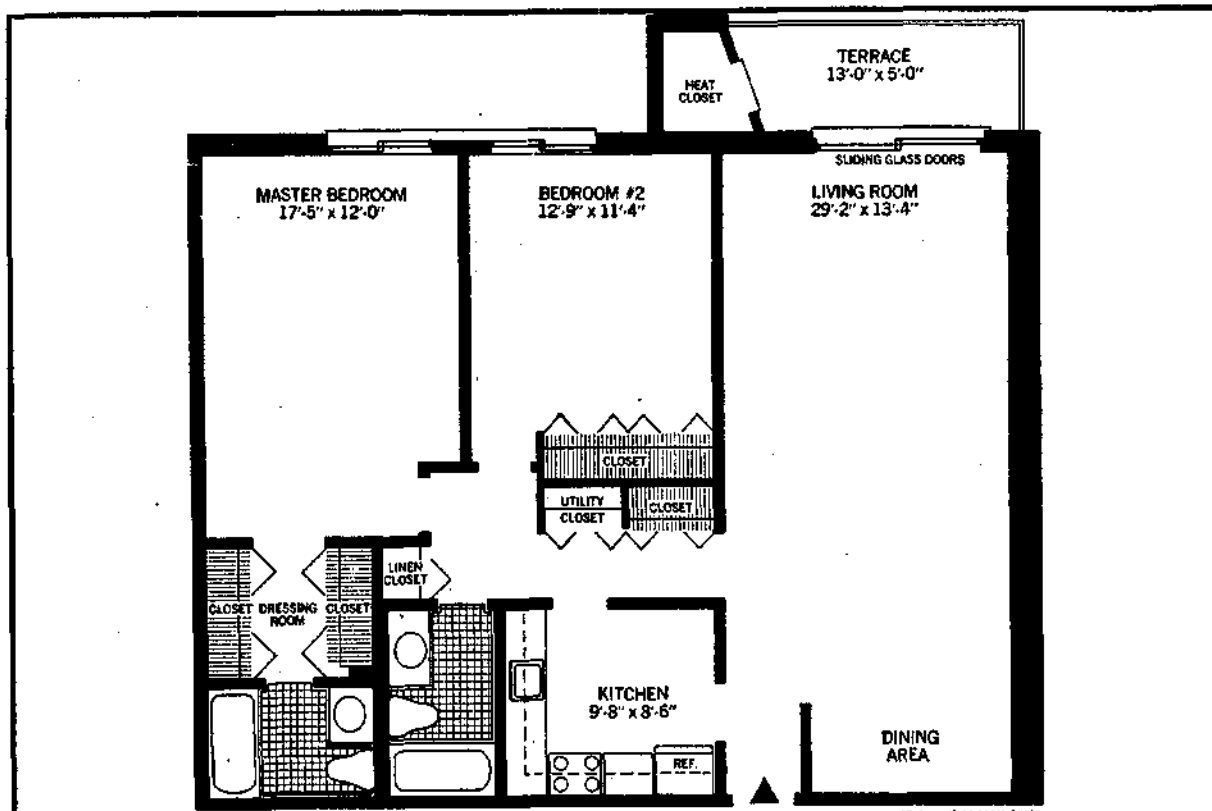 TERRACE
13'-0" x 5'-0"
HEAT
CLOSET
SLIDING GLASS DOORS
MASTER BEDROOM
17'-5" x 12'-0"
BEDROOM #2
12'-9" x 11'-4"
LIVING ROOM
29'-2" x 13'-4"
CLOSET
UTILITY
CLOSET
CLOSET
LINEN
CLOSET
CLOSET
DRESSING
ROOM
CLOSET
KITCHEN
9'-8" x 8'-6"
REF.
DINING
AREA